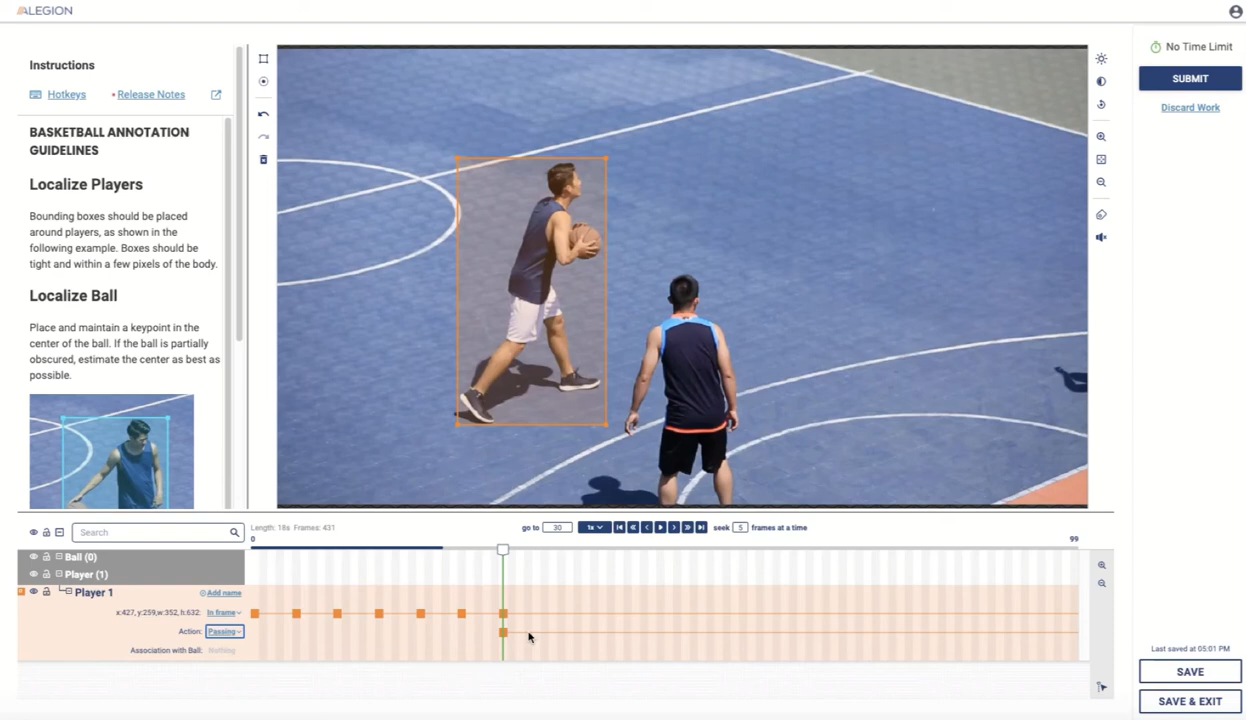 ALEGION
Instructions
Hotkeys
Release Notes
BASKETBALL ANNOTATION
GUIDELINES
Localize Players
Bounding boxes should be placed
around players, as shown in the
following example. Boxes should be
tight and within a few pixels of the body.
Localize Ball
Place and maintain a keypoint in the
center of the ball. If the ball is partially
obscured, estimate the center as best as
possible.
No Time Limit
SUBMIT
Discard Work
Search
Length: 18s Frames: 431
go to 30 1x seek 5 frames at a time
0 99
Ball (0)
Player (1)
Player 1 Add name
x:427, y:259,w:352, h:632: In frame
Action: Passing
Association with Ball: Nothing
Last saved at 05:01 PM
SAVE
SAVE & EXIT